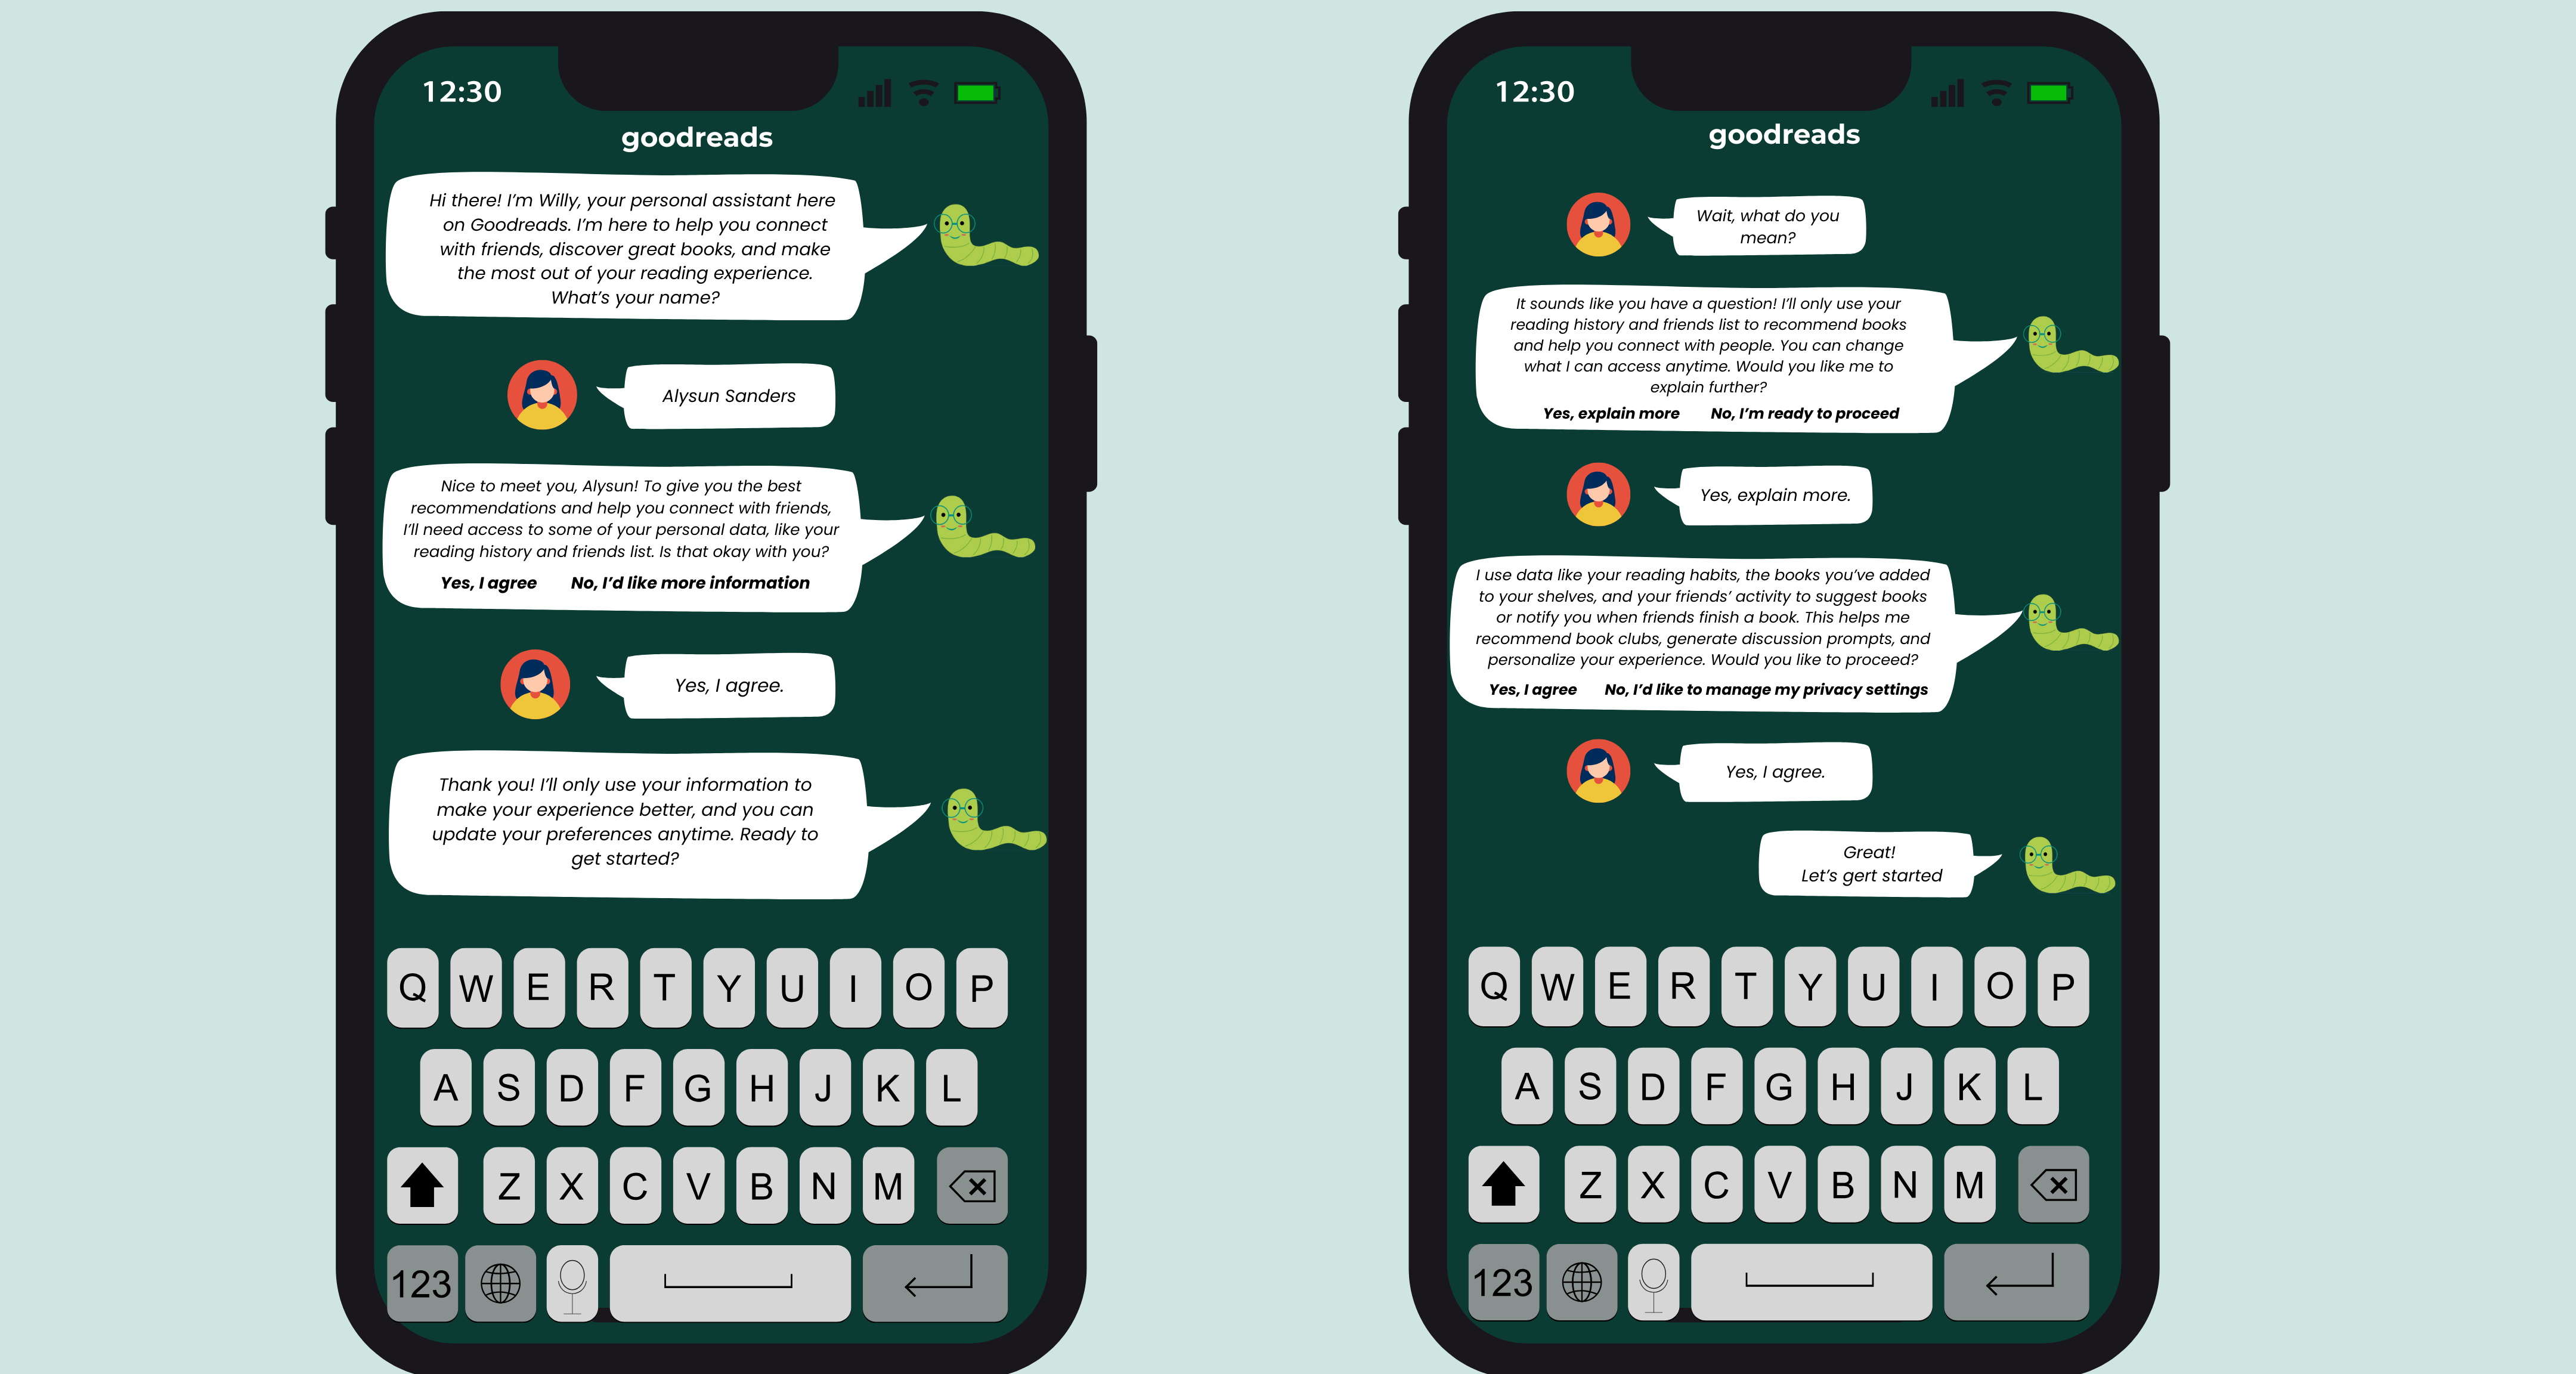 12:30
goodreads
Hi there! I'm Willy, your personal assistant here
on Goodreads. I'm here to help you connect
with friends, discover great books, and make
the most out of your reading experience.
What's your name?
Alysun Sanders
Nice to meet you, Alysun! To give you the best
recommendations and help you connect with friends,
I'll need access to some of your personal data, like your
reading history and friends list. Is that okay with you?
Yes, I agree No, I'd like more information
Yes, I agree.
Thank you! I'll only use your information to
make your experience better, and you can
update your preferences anytime. Ready to
get started?
Q W E R T Y U I O P
A S D F G H J K L
Z X C V B N M
123
12:30
goodreads
Wait, what do you
mean?
It sounds like you have a question! I'll only use your
reading history and friends list to recommend books
and help you connect with people. You can change
what I can access anytime. Would you like me to
explain further?
Yes, explain more No, I'm ready to proceed
Yes, explain more.
I use data like your reading habits, the books you've added
to your shelves, and your friends' activity to suggest books
or notify you when friends finish a book. This helps me
recommend book clubs, generate discussion prompts, and
personalize your experience. Would you like to proceed?
Yes, I agree No, I'd like to manage my privacy settings
Yes, I agree.
Great!
Let's gert started
Q W E R T Y U I O P
A S D F G H J K L
Z X C V B N M
123